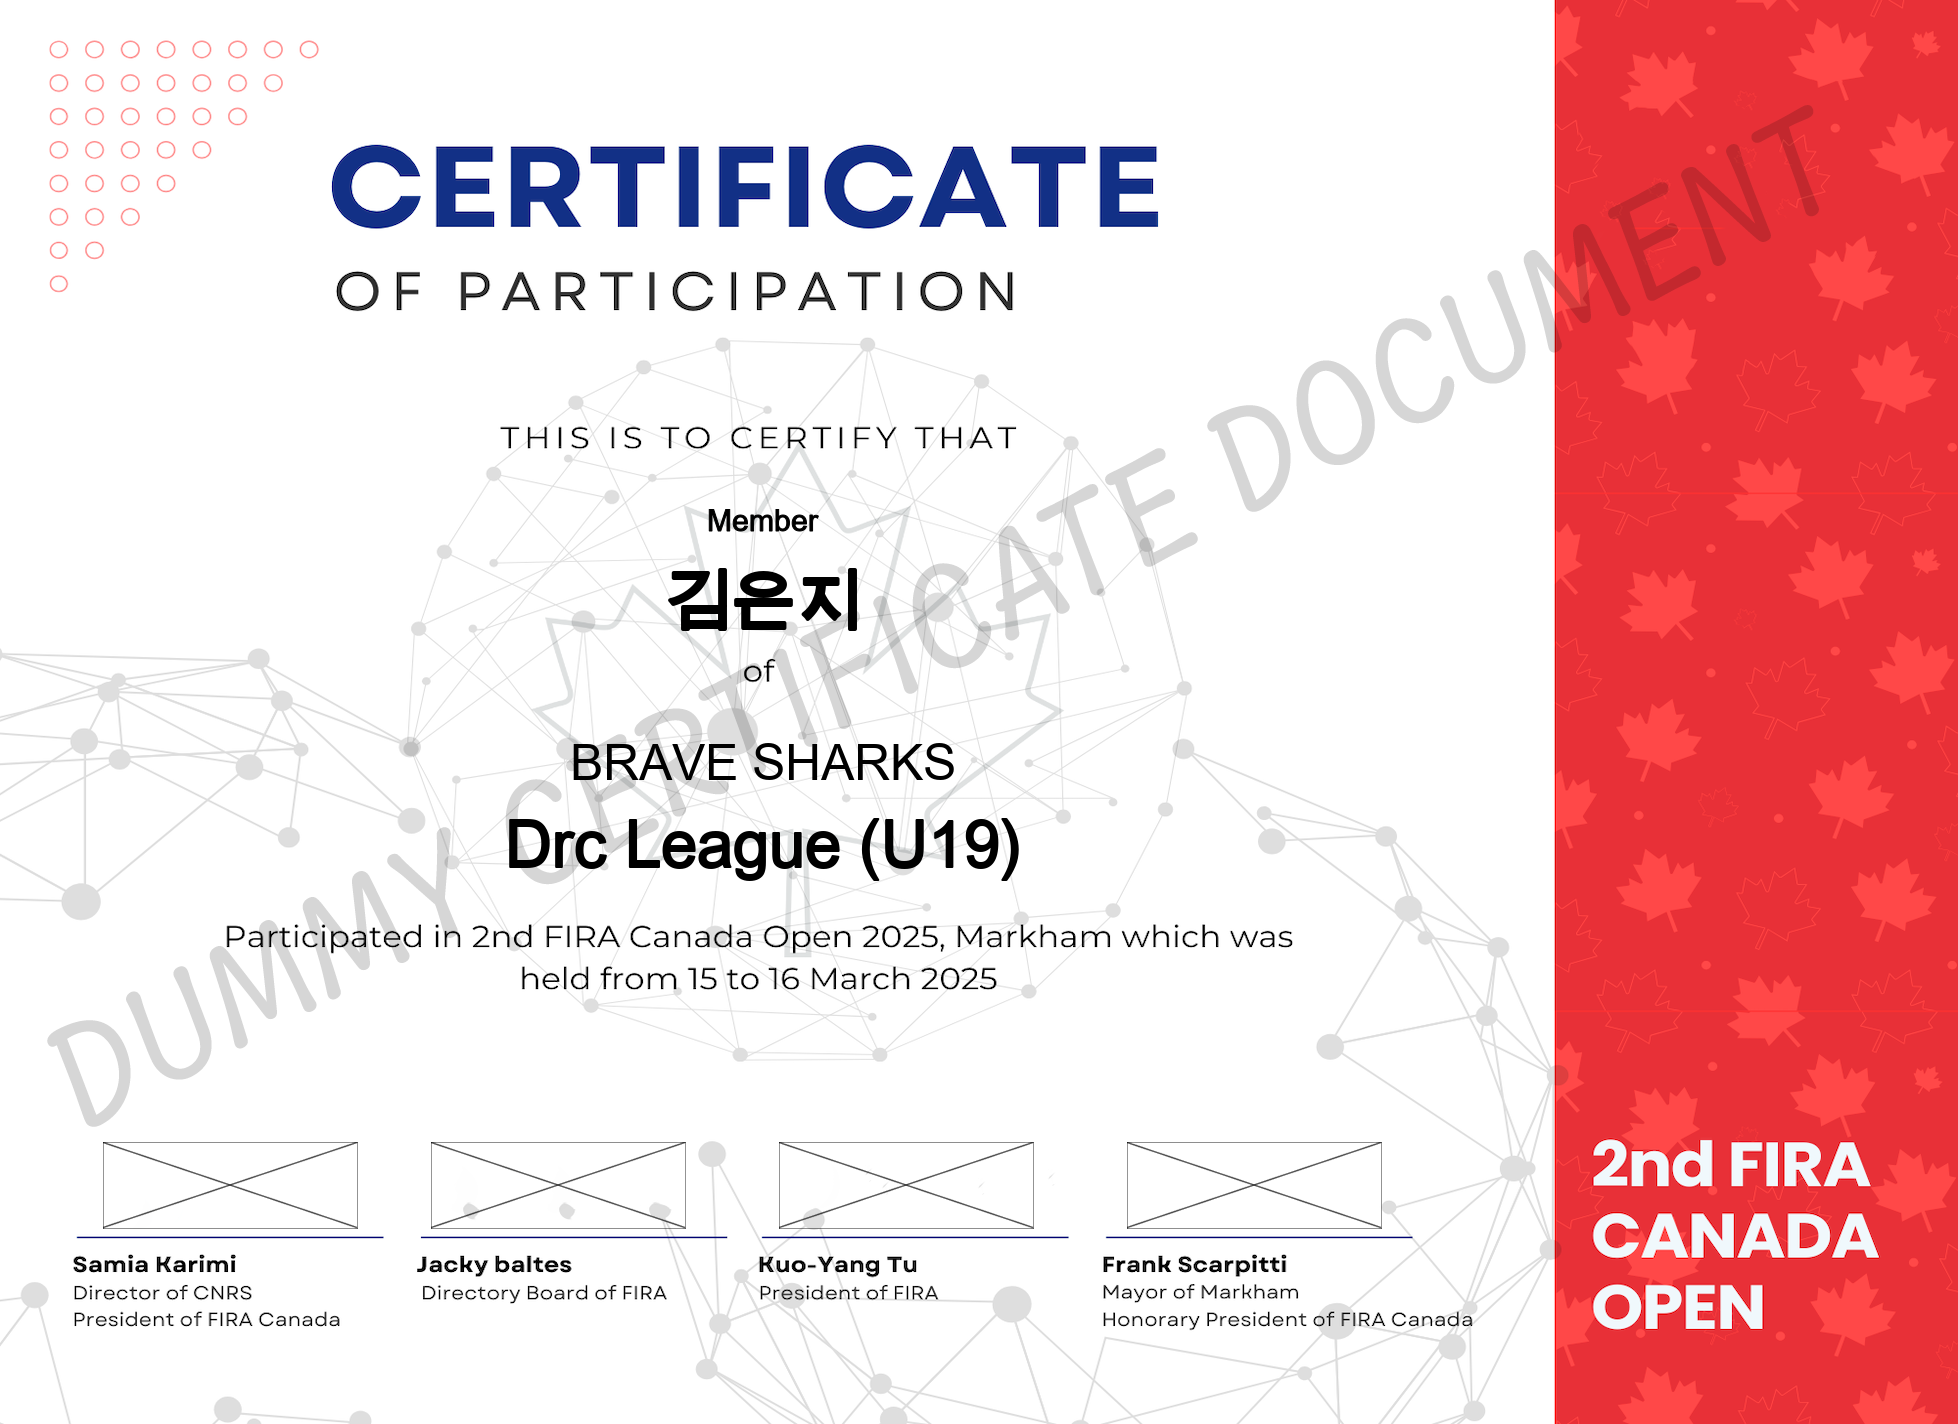 CERTIFICATE
OF PARTICIPATION
THIS IS TO CERTIFY THAT
Member
김은지
of
BRAVE SHARKS
Drc League (U19)
Participated in 2nd FIRA Canada Open 2025, Markham which was
held from 15 to 16 March 2025
DUMMY CERTIFICATE DOCUMENT
Samia Karimi
Director of CNRS
President of FIRA Canada
Jacky baltes
Directory Board of FIRA
Kuo-Yang Tu
President of FIRA
Frank Scarpitti
Mayor of Markham
Honorary President of FIRA Canada
2nd FIRA
CANADA
OPEN